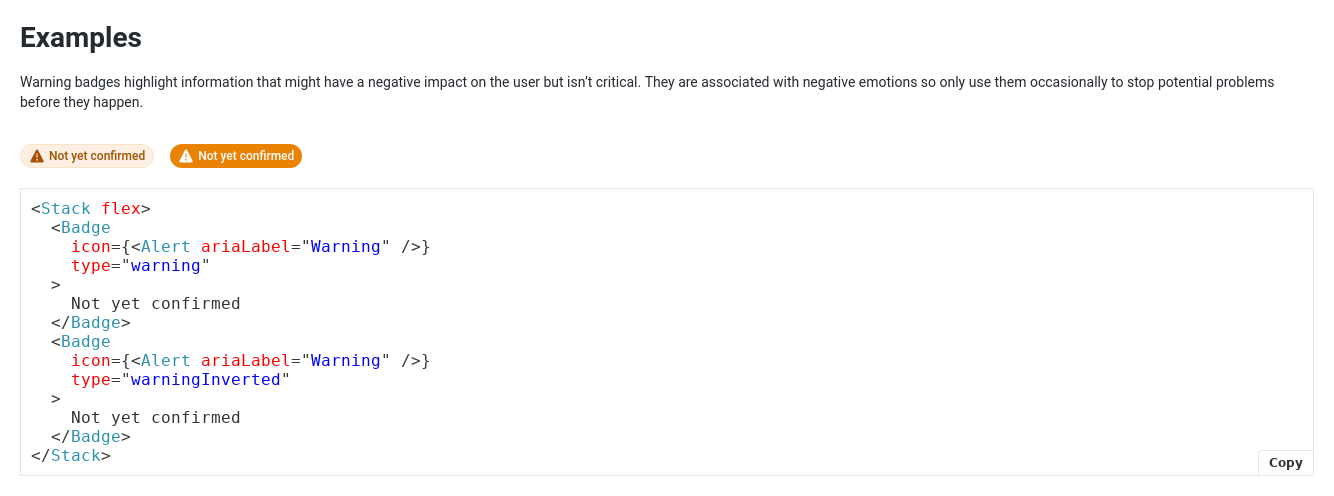 Examples
Warning badges highlight information that might have a negative impact on the user but isn’t critical. They are associated with negative emotions so only use them occasionally to stop potential problems
before they happen.
Not yet confirmed Not yet confirmed
<Stack flex>
  <Badge
    icon={<Alert ariaLabel="Warning" />}
    type="warning"
  >
    Not yet confirmed
  </Badge>
  <Badge
    icon={<Alert ariaLabel="Warning" />}
    type="warningInverted"
  >
    Not yet confirmed
  </Badge>
</Stack>
Copy